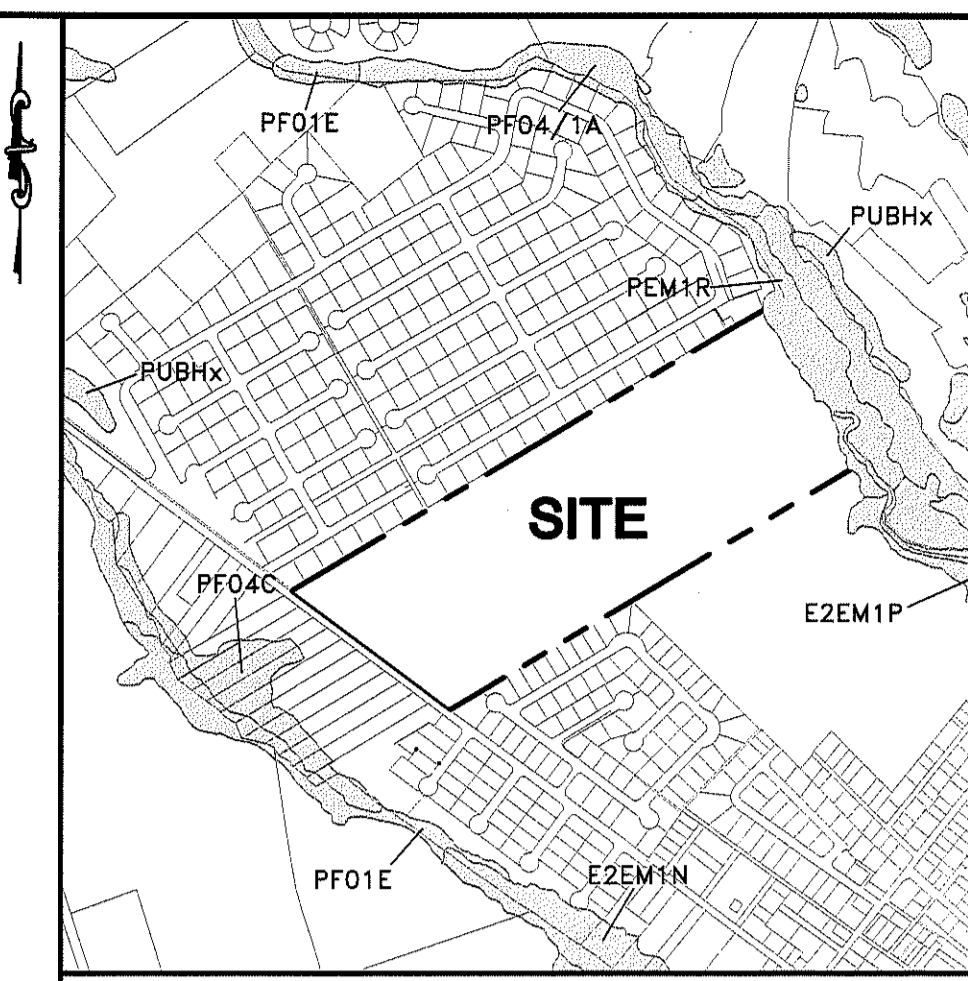 PF01E
PF04/1A
PUBHx
PEM1R
PUBHx
SITE
PF04C
E2EM1P
PF01E
E2EM1N